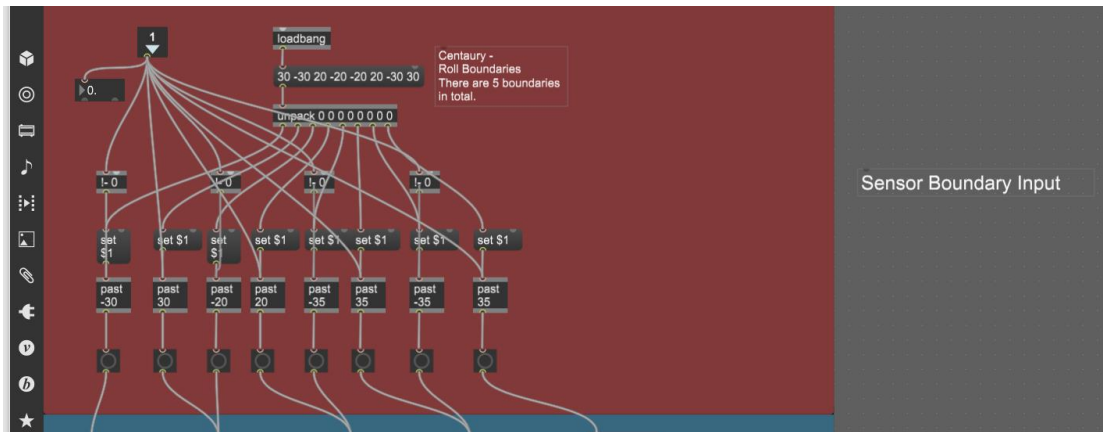 1
loadbang
Centaury -
Roll Boundaries
There are 5 boundaries
in total.
30 -30 20 -20 -20 20 -30 30
0.
unpack 0 0 0 0 0 0 0 0
!- 0
!- 0
!- 0
!- 0
Sensor Boundary Input
set
$1
set $1
set
$1
set $1
set $1
set $1
set $1
set $1
past
-30
past
30
past
-20
past
20
past
-35
past
35
past
-35
past
35